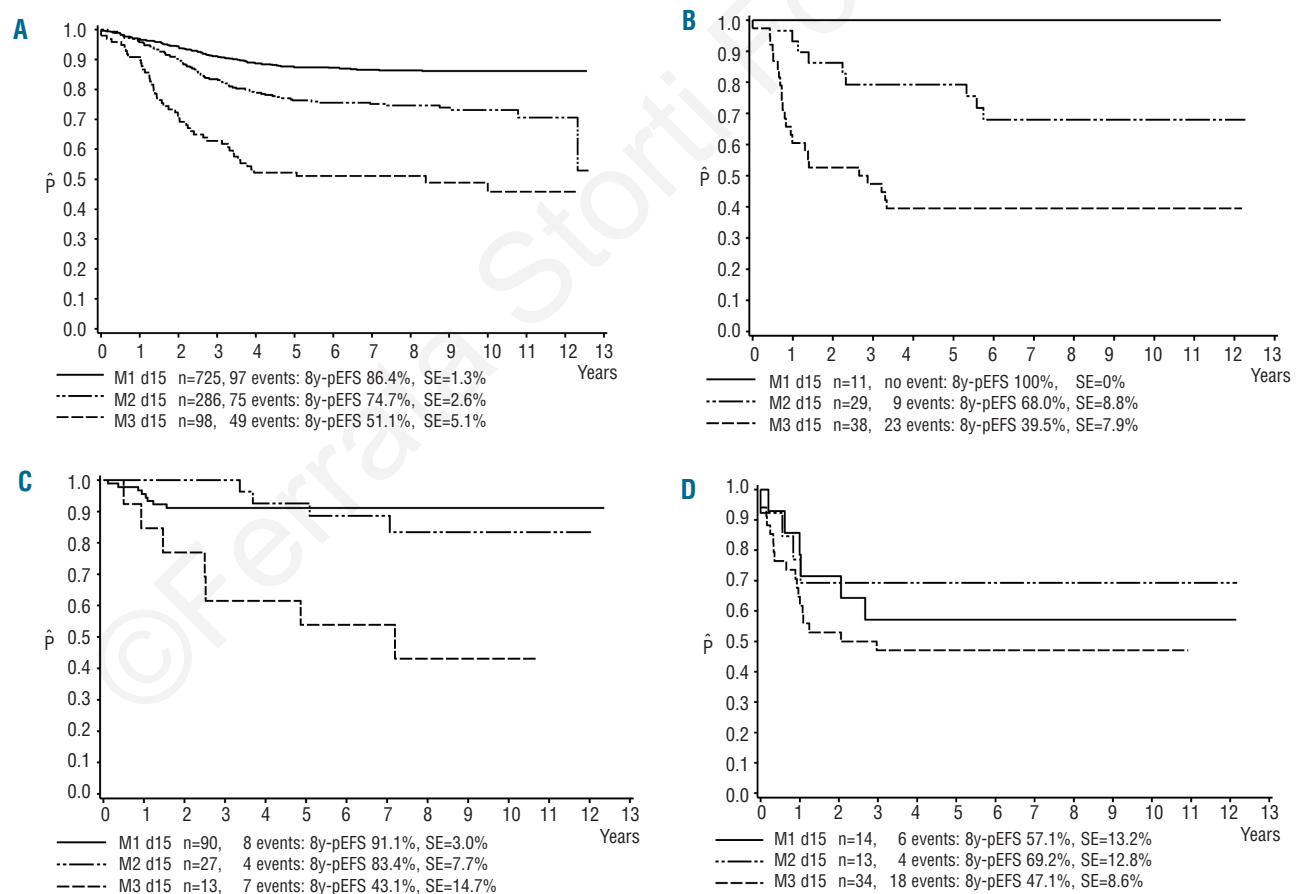 A
1.0
0.9
0.8
0.7
0.6
0.5
P̂
0.4
0.3
0.2
0.1
0.0
0 1 2 3 4 5 6 7 8 9 10 11 12 13
Years
M1 d15 n=725, 97 events: 8y-pEFS 86.4%, SE=1.3%
M2 d15 n=286, 75 events: 8y-pEFS 74.7%, SE=2.6%
M3 d15 n=98, 49 events: 8y-pEFS 51.1%, SE=5.1%
B
1.0
0.9
0.8
0.7
0.6
0.5
P̂
0.4
0.3
0.2
0.1
0.0
0 1 2 3 4 5 6 7 8 9 10 11 12 13
Years
M1 d15 n=11, no event: 8y-pEFS 100%, SE=0%
M2 d15 n=29, 9 events: 8y-pEFS 68.0%, SE=8.8%
M3 d15 n=38, 23 events: 8y-pEFS 39.5%, SE=7.9%
C
1.0
0.9
0.8
0.7
0.6
0.5
P̂
0.4
0.3
0.2
0.1
0.0
0 1 2 3 4 5 6 7 8 9 10 11 12 13
Years
M1 d15 n=90, 8 events: 8y-pEFS 91.1%, SE=3.0%
M2 d15 n=27, 4 events: 8y-pEFS 83.4%, SE=7.7%
M3 d15 n=13, 7 events: 8y-pEFS 43.1%, SE=14.7%
D
1.0
0.9
0.8
0.7
0.6
0.5
P̂
0.4
0.3
0.2
0.1
0.0
0 1 2 3 4 5 6 7 8 9 10 11 12 13
Years
M1 d15 n=14, 6 events: 8y-pEFS 57.1%, SE=13.2%
M2 d15 n=13, 4 events: 8y-pEFS 69.2%, SE=12.8%
M3 d15 n=34, 18 events: 8y-pEFS 47.1%, SE=8.6%
©Ferrata Storti